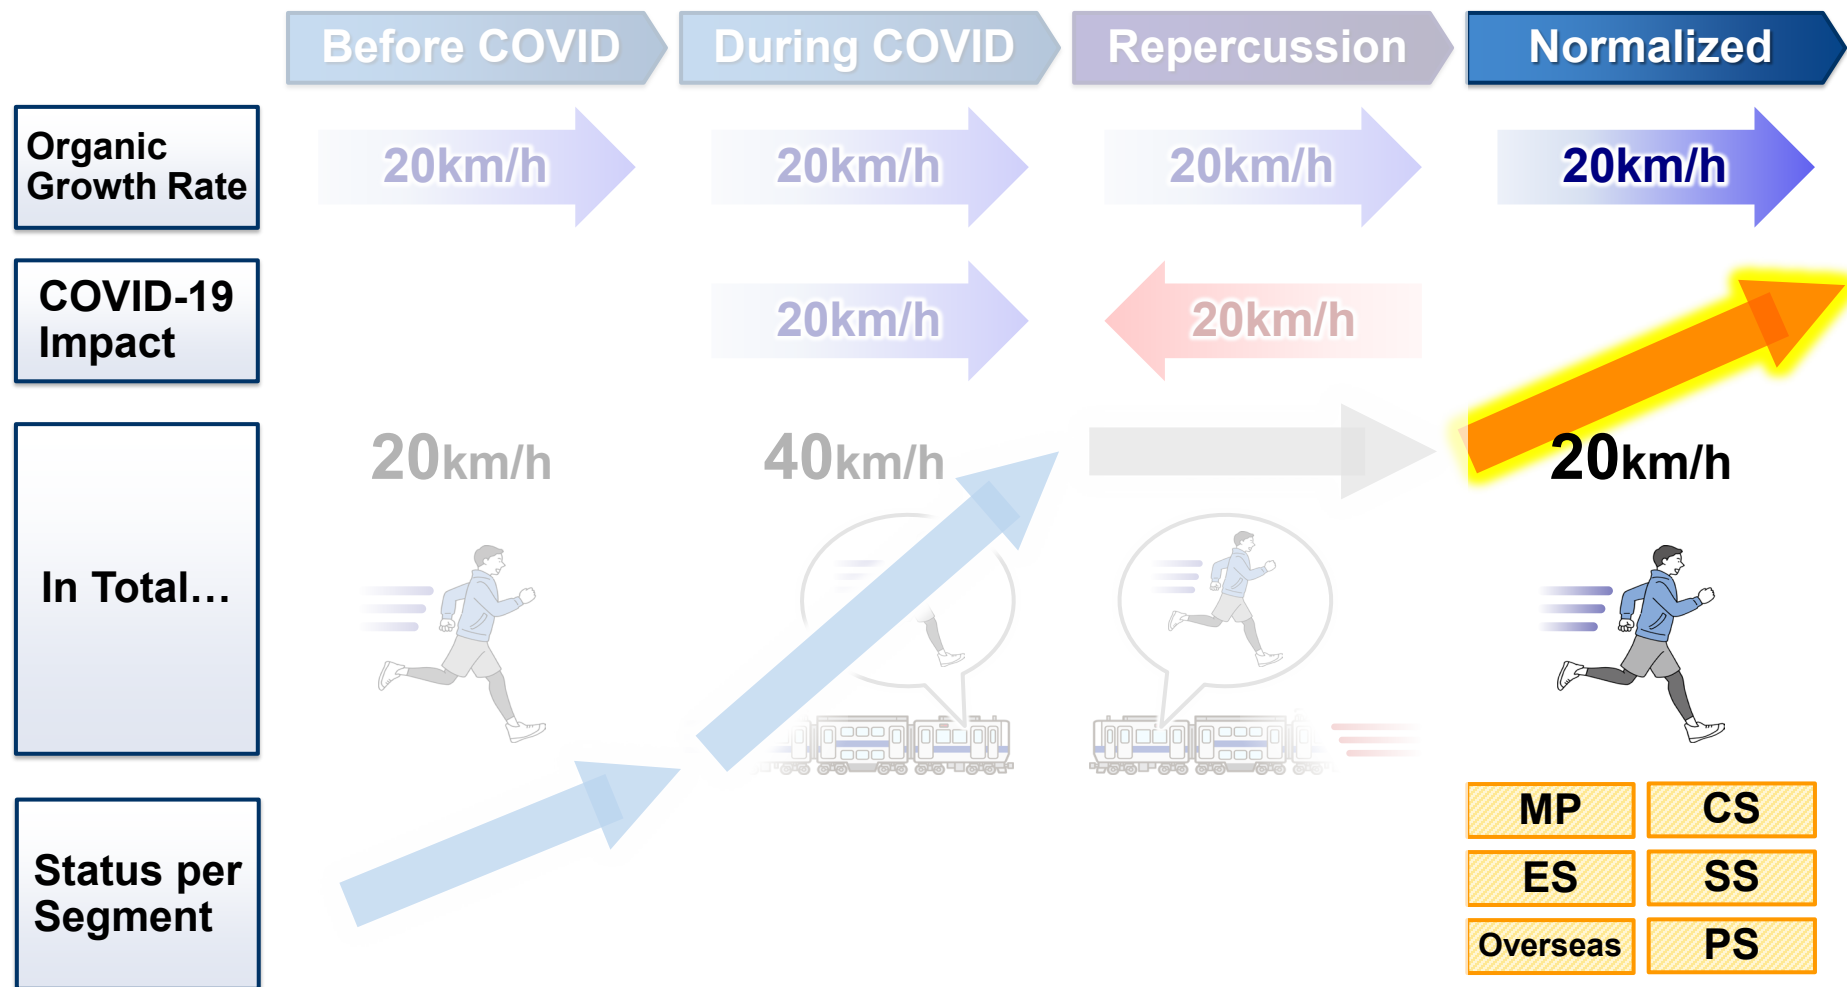 Before COVID
During COVID
Repercussion
Normalized
Organic
Growth Rate
20km/h
20km/h
20km/h
20km/h
COVID-19
Impact
20km/h
20km/h
In Total...
20km/h
40km/h
20km/h
Status per
Segment
MP
CS
ES
SS
Overseas
PS